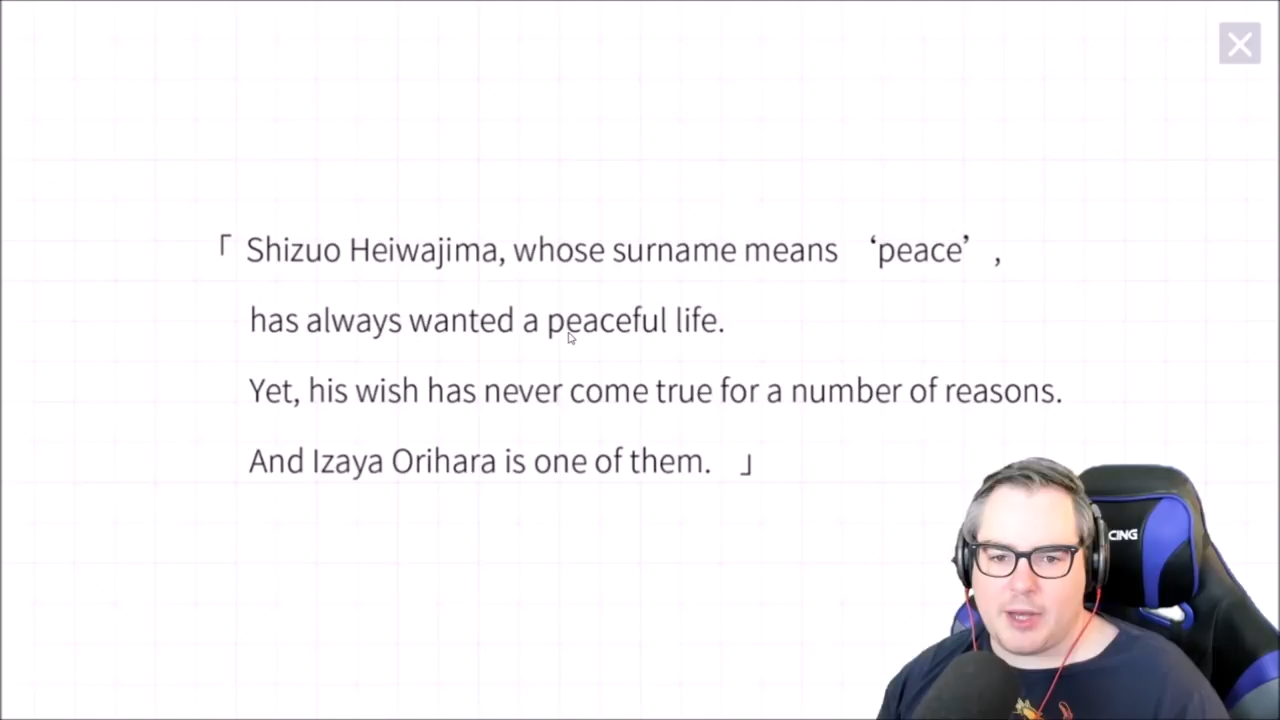 「 Shizuo Heiwajima, whose surname means ‘peace’ ,
has always wanted a peaceful life.
Yet, his wish has never come true for a number of reasons.
And Izaya Orihara is one of them. 」
CING